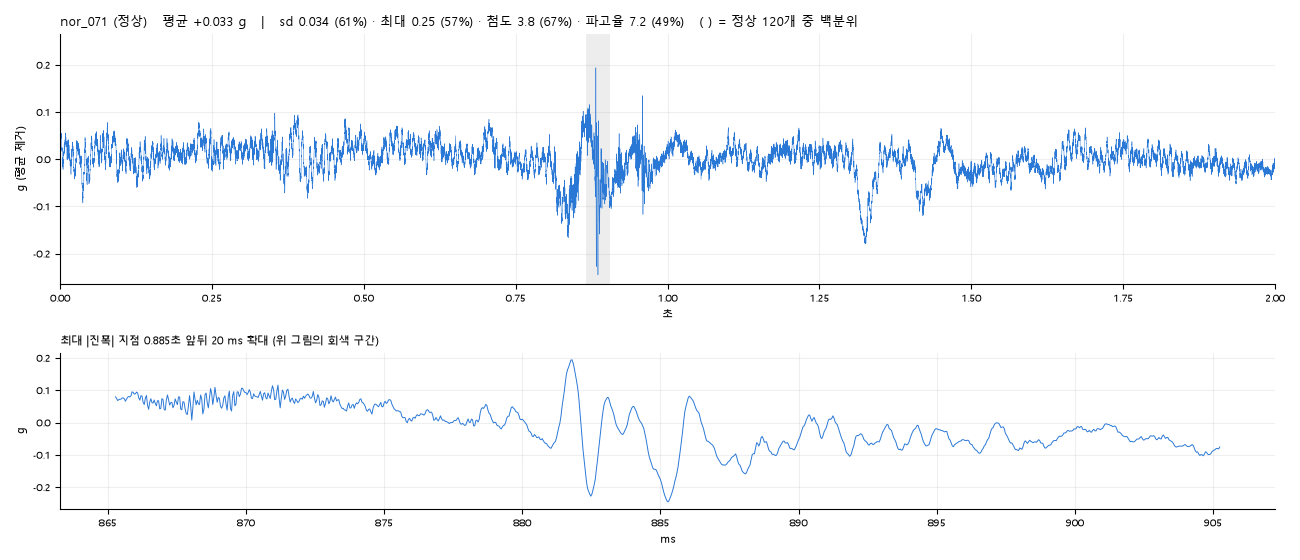 nor_071 (정상) 평균 +0.033 g | sd 0.034 (61%) · 최대 0.25 (57%) · 첨도 3.8 (67%) · 파고율 7.2 (49%) ( ) = 정상 120개 중 백분위
0.2
0.1
0.0
-0.1
-0.2
g (평균 제거)
0.00 0.25 0.50 0.75 1.00 1.25 1.50 1.75 2.00
초
최대 |진폭| 지점 0.885초 앞뒤 20 ms 확대 (위 그림의 회색 구간)
0.2
0.1
0.0
-0.1
-0.2
g
865 870 875 880 885 890 895 900 905
ms